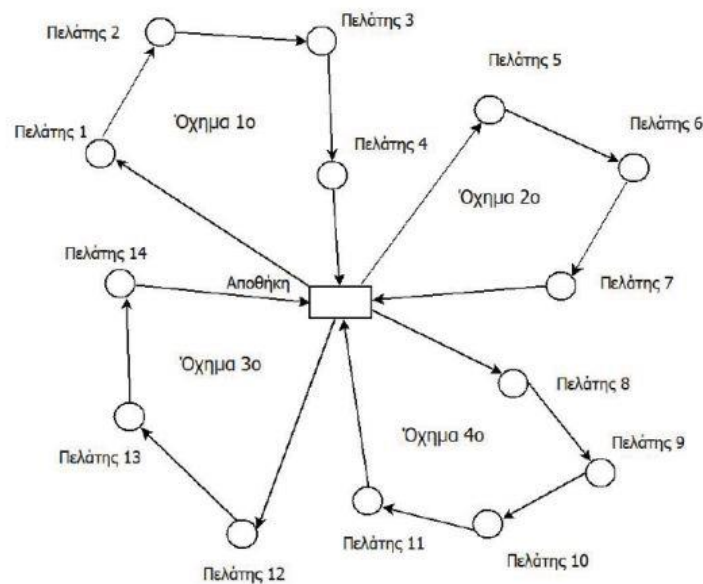 Πελάτης 2
Πελάτης 3
Πελάτης 1
Όχημα 1ο
Πελάτης 4
Πελάτης 5
Πελάτης 6
Όχημα 2ο
Πελάτης 7
Πελάτης 14
Αποθήκη
Όχημα 3ο
Πελάτης 13
Πελάτης 12
Πελάτης 8
Όχημα 4ο
Πελάτης 9
Πελάτης 11
Πελάτης 10